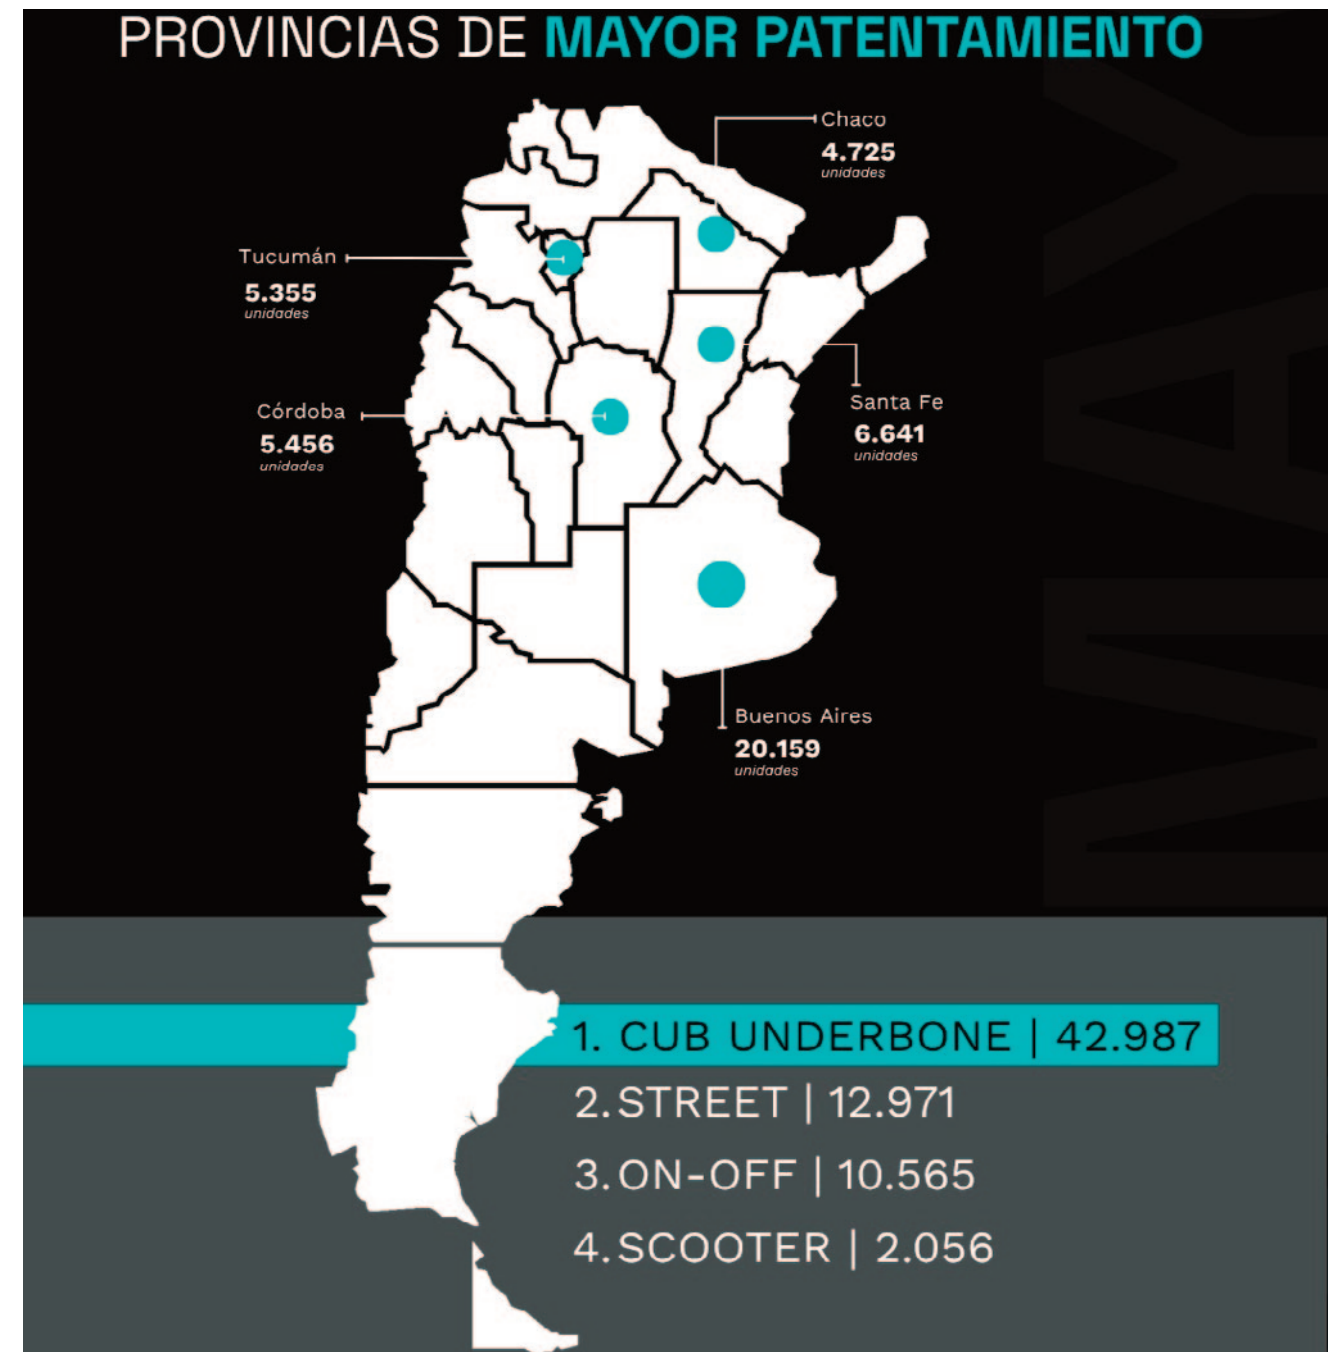 PROVINCIAS DE MAYOR PATENTAMIENTO
Chaco
4.725
unidades
Tucumán
5.355
unidades
Córdoba
5.456
unidades
Santa Fe
6.641
unidades
Buenos Aires
20.159
unidades
1. CUB UNDERBONE | 42.987
2. STREET | 12.971
3. ON-OFF | 10.565
4. SCOOTER | 2.056